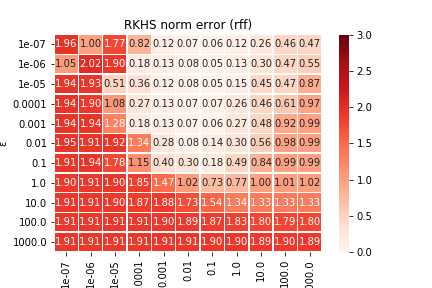 RKHS norm error (rff)
1e-07 1.96 1.00 1.77 0.82 0.12 0.07 0.06 0.12 0.26 0.46 0.47
1e-06 1.05 2.02 1.90 0.18 0.13 0.08 0.05 0.13 0.30 0.47 0.55
1e-05 1.94 1.93 0.51 0.36 0.12 0.08 0.05 0.15 0.45 0.47 0.87
0.0001 1.94 1.90 1.08 0.27 0.13 0.07 0.07 0.26 0.46 0.61 0.97
0.001 1.94 1.94 1.28 0.18 0.13 0.07 0.06 0.27 0.48 0.92 0.99
0.01 1.95 1.91 1.92 1.34 0.28 0.08 0.14 0.30 0.56 0.98 0.99
0.1 1.91 1.94 1.78 1.15 0.40 0.30 0.18 0.49 0.84 0.99 0.99
1.0 1.90 1.91 1.90 1.85 1.47 1.02 0.73 0.77 1.00 1.01 1.02
10.0 1.91 1.91 1.90 1.87 1.88 1.73 1.54 1.34 1.33 1.33 1.33
100.0 1.91 1.91 1.91 1.91 1.90 1.89 1.87 1.83 1.80 1.79 1.80
1000.0 1.91 1.91 1.91 1.91 1.91 1.91 1.90 1.90 1.89 1.90 1.89
1e-07 1e-06 1e-05 0001 0.001 0.01 0.1 1.0 10.0 100.0 000.0
ε
3.0
2.5
2.0
1.5
1.0
0.5
0.0